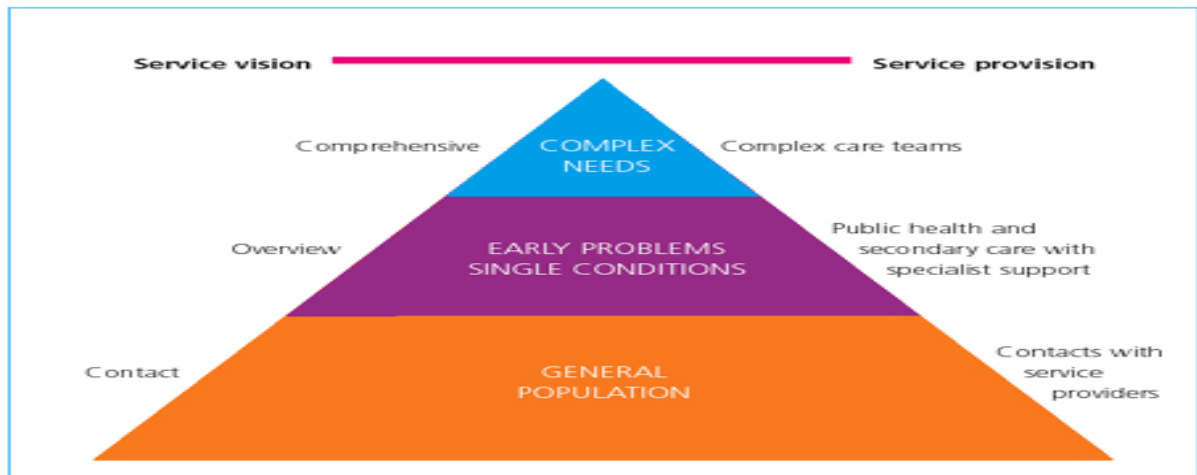 Service vision
Service provision
Comprehensive
COMPLEX
NEEDS
Complex care teams
Overview
EARLY PROBLEMS
SINGLE CONDITIONS
Public health and
secondary care with
specialist support
Contact
GENERAL
POPULATION
Contacts with
service
providers